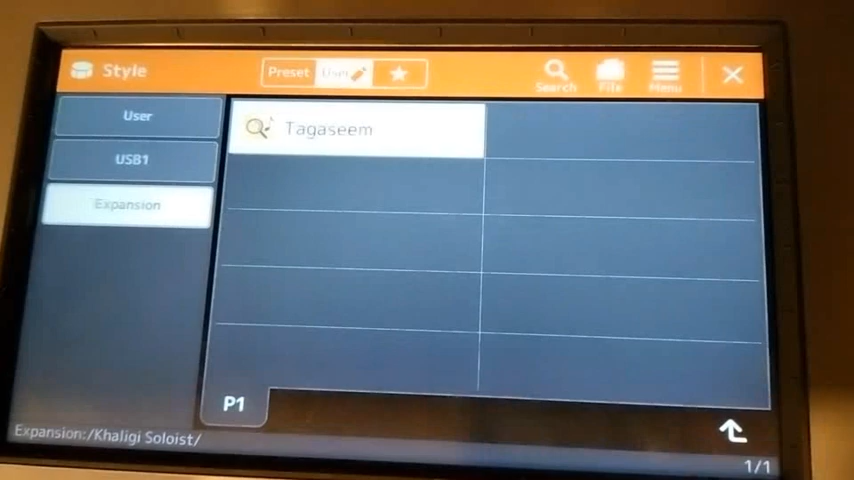 Style
Preset User
Search File Menu
User
USB1
Expansion
Tagaseem
P1
Expansion:/Khaligi Soloist/
1/1